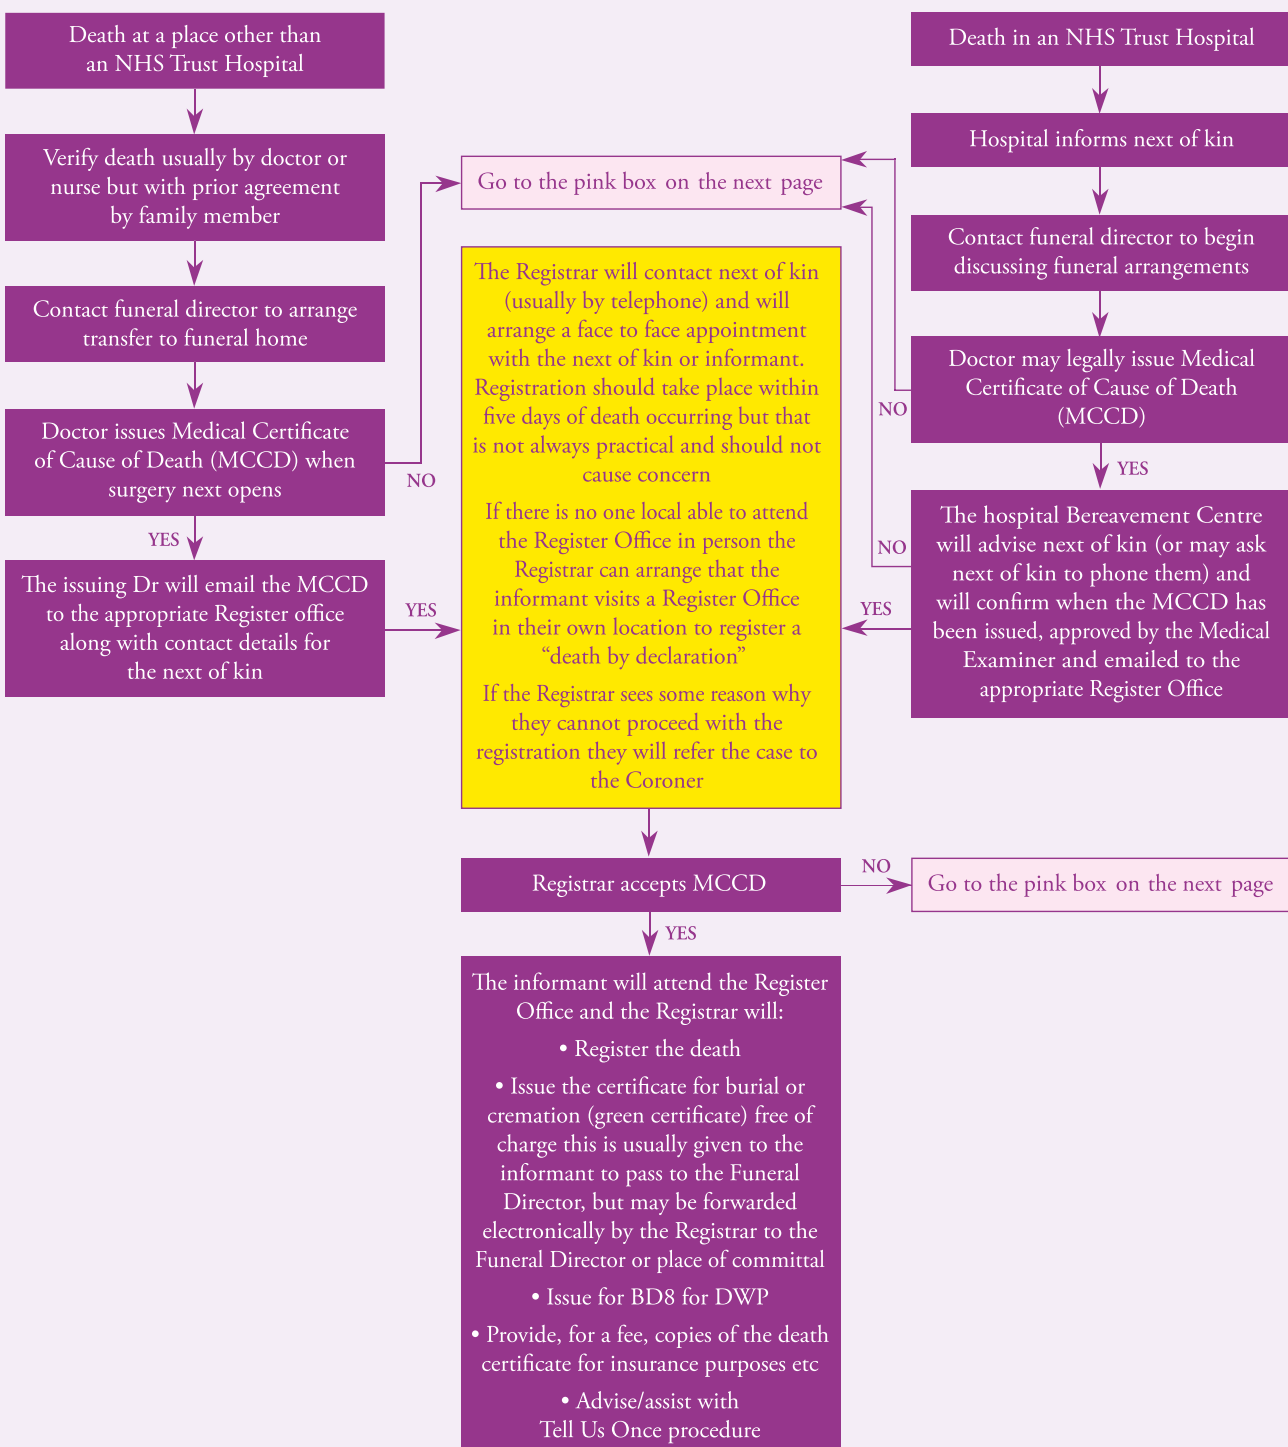 Death at a place other than
an NHS Trust Hospital
Verify death usually by doctor or
nurse but with prior agreement
by family member
Contact funeral director to arrange
transfer to funeral home
Doctor issues Medical Certificate
of Cause of Death (MCCD) when
surgery next opens
NO
YES
The issuing Dr will email the MCCD
to the appropriate Register office
along with contact details for
the next of kin
YES
Death in an NHS Trust Hospital
Hospital informs next of kin
Contact funeral director to begin
discussing funeral arrangements
Doctor may legally issue Medical
Certificate of Cause of Death
(MCCD)
NO
YES
The hospital Bereavement Centre
will advise next of kin (or may ask
next of kin to phone them) and
will confirm when the MCCD has
been issued, approved by the Medical
Examiner and emailed to the
appropriate Register Office
NO
YES
Go to the pink box on the next page
The Registrar will contact next of kin
(usually by telephone) and will
arrange a face to face appointment
with the next of kin or informant.
Registration should take place within
five days of death occurring but that
is not always practical and should not
cause concern
If there is no one local able to attend
the Register Office in person the
Registrar can arrange that the
informant visits a Register Office
in their own location to register a
“death by declaration”
If the Registrar sees some reason why
they cannot proceed with the
registration they will refer the case to
the Coroner
Registrar accepts MCCD
NO
Go to the pink box on the next page
YES
The informant will attend the Register
Office and the Registrar will:
• Register the death
• Issue the certificate for burial or
cremation (green certificate) free of
charge this is usually given to the
informant to pass to the Funeral
Director, but may be forwarded
electronically by the Registrar to the
Funeral Director or place of committal
• Issue for BD8 for DWP
• Provide, for a fee, copies of the death
certificate for insurance purposes etc
• Advise/assist with
Tell Us Once procedure